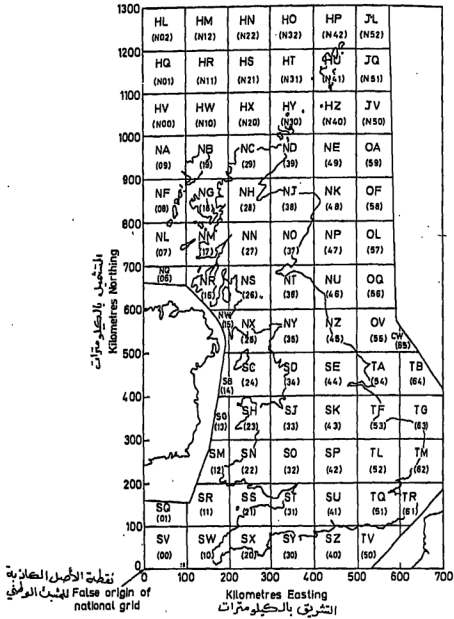 1300
HL HM HN HO HP JL
(N02) (N12) (N22) (N32) (N42) (N52)
1200
HQ HR HS HT HU JQ
(N01) (N11) (N21) (N31) (N41) (N51)
1100
HV HW HX HY HZ JV
(N00) (N10) (N20) (N30) (N40) (N50)
1000
NA NB NC ND NE OA
(09) (19) (29) (39) (49) (59)
900
NF NG NH NJ NK OF
(08) (18) (28) (38) (48) (58)
800
NL NM NN NO NP OL
(07) (17) (27) (37) (47) (57)
700
NQ NR NS NT NU OQ
(06) (16) (26) (36) (46) (56)
600
NW NX NY NZ OV CW
(15) (25) (35) (45) (55) (65)
500
SB SC SD SE TA TB
(14) (24) (34) (44) (54) (64)
400
SG SH SJ SK TF TG
(13) (23) (33) (43) (53) (63)
300
SM SN SO SP TL TM
(12) (22) (32) (42) (52) (62)
200
SQ SR SS ST SU TQ TR
(01) (11) (21) (31) (41) (51) (61)
100
SV SW SX SY SZ TV
(00) (10) (20) (30) (40) (50)
0
0 100 200 300 400 500 600 700
التشميل بالكيلومترات
Kilometres Northing
Kilometres Easting
التشريق بالكيلومترات
نقطة الأصل الكاذبة
False origin of
national grid